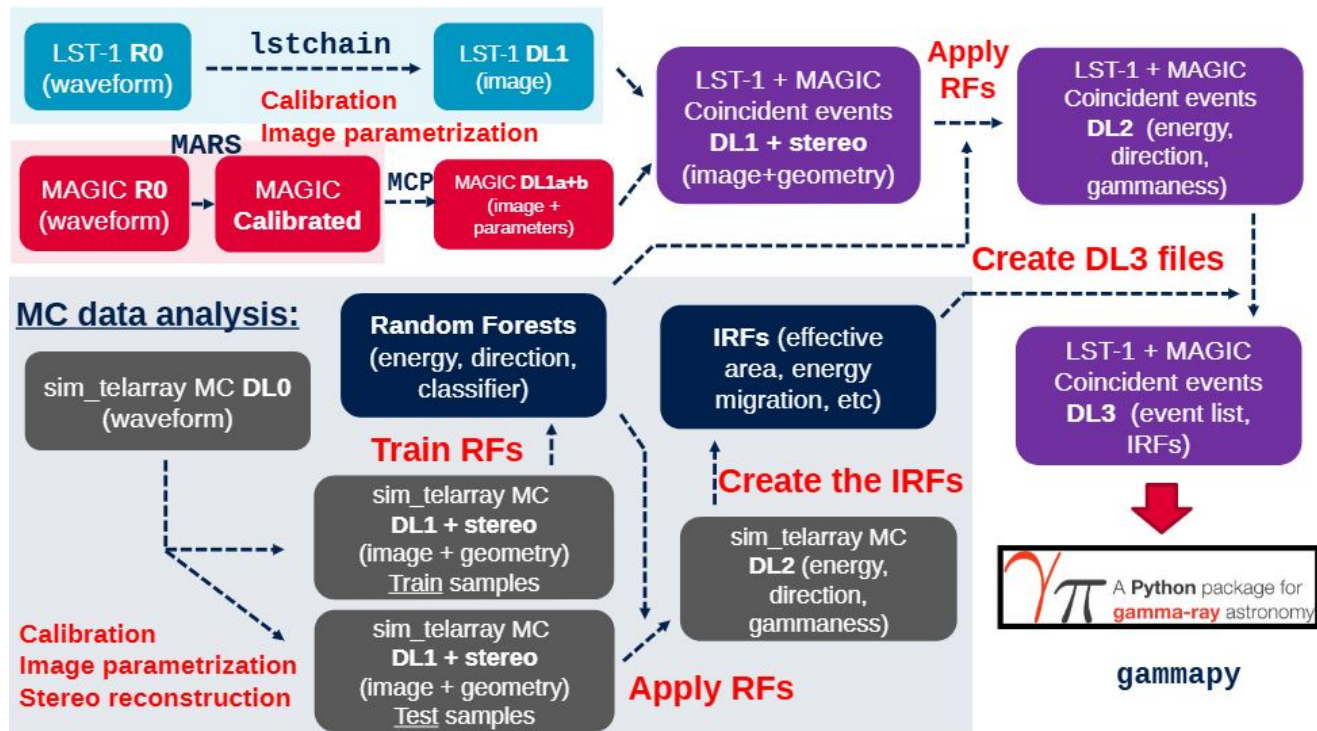 LST-1 R0
(waveform)
lstchain
LST-1 DL1
(image)
Calibration
Image parametrization
MARS
MAGIC R0
(waveform)
MAGIC
Calibrated
MCP
MAGIC DL1a+b
(image +
parameters)
LST-1 + MAGIC
Coincident events
DL1 + stereo
(image+geometry)
Apply
RFs
LST-1 + MAGIC
Coincident events
DL2 (energy,
direction,
gammaness)
Create DL3 files
LST-1 + MAGIC
Coincident events
DL3 (event list,
IRFs)
MC data analysis:
sim_telarray MC DL0
(waveform)
Random Forests
(energy, direction,
classifier)
IRFs (effective
area, energy
migration, etc)
Train RFs
Create the IRFs
sim_telarray MC
DL1 + stereo
(image + geometry)
Train samples
sim_telarray MC
DL2 (energy,
direction,
gammaness)
Calibration
Image parametrization
Stereo reconstruction
sim_telarray MC
DL1 + stereo
(image + geometry)
Test samples
Apply RFs
γπ
A Python package for
gamma-ray astronomy
gammapy